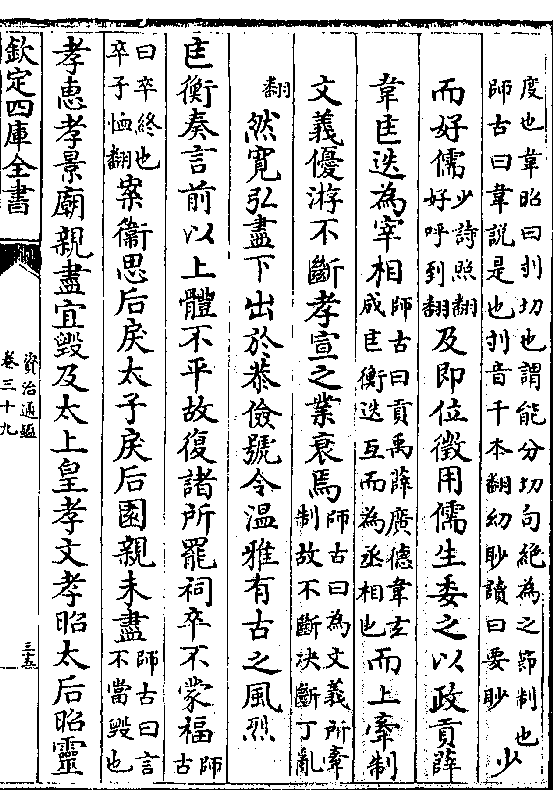 度也韋昭曰刌切也謂能分切句絶為之節制也
師古曰韋説是也刌音千本翻幼眇讀曰要眇
少
而好儒
少詩照翻
好呼到翻
及即位徵用儒生委之以政貢薛
韋匡迭為宰相
師古曰貢禹薛廣德韋玄
成匡衡迭互而為丞相也
而上牽制
文義優游不斷孝宣之業衰焉
師古曰為文義所牽
制故不斷決斷丁亂
翻
然寛弘盡下出於恭儉號令温雅有古之風烈
匡衡奏言前以上體不平故復諸所罷祠卒不蒙福
師
古
曰卒終也
卒子恤翻
案衞思后戾太子戾后園親未盡
師古曰言
不當毁也
孝惠孝景廟親盡宜毁及太上皇孝文孝昭太后昭靈
欽定四庫全書
資治通鑑
卷三十九
三五